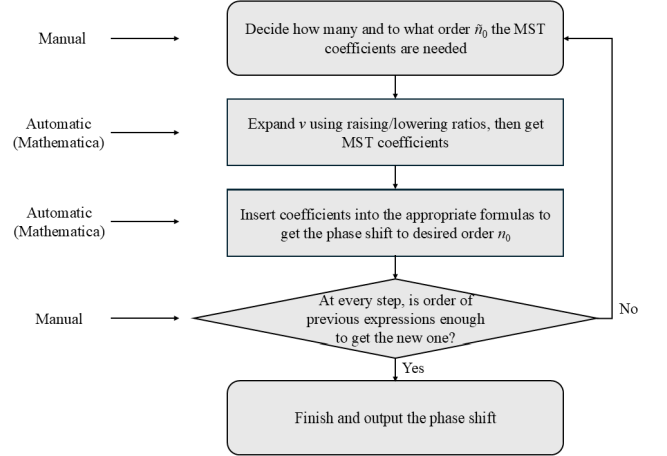 Manual
Decide how many and to what order ñ₀ the MST
coefficients are needed
Automatic
(Mathematica)
Expand ν using raising/lowering ratios, then get
MST coefficients
Automatic
(Mathematica)
Insert coefficients into the appropriate formulas to
get the phase shift to desired order n₀
Manual
At every step, is order of
previous expressions enough
to get the new one?
No
Yes
Finish and output the phase shift